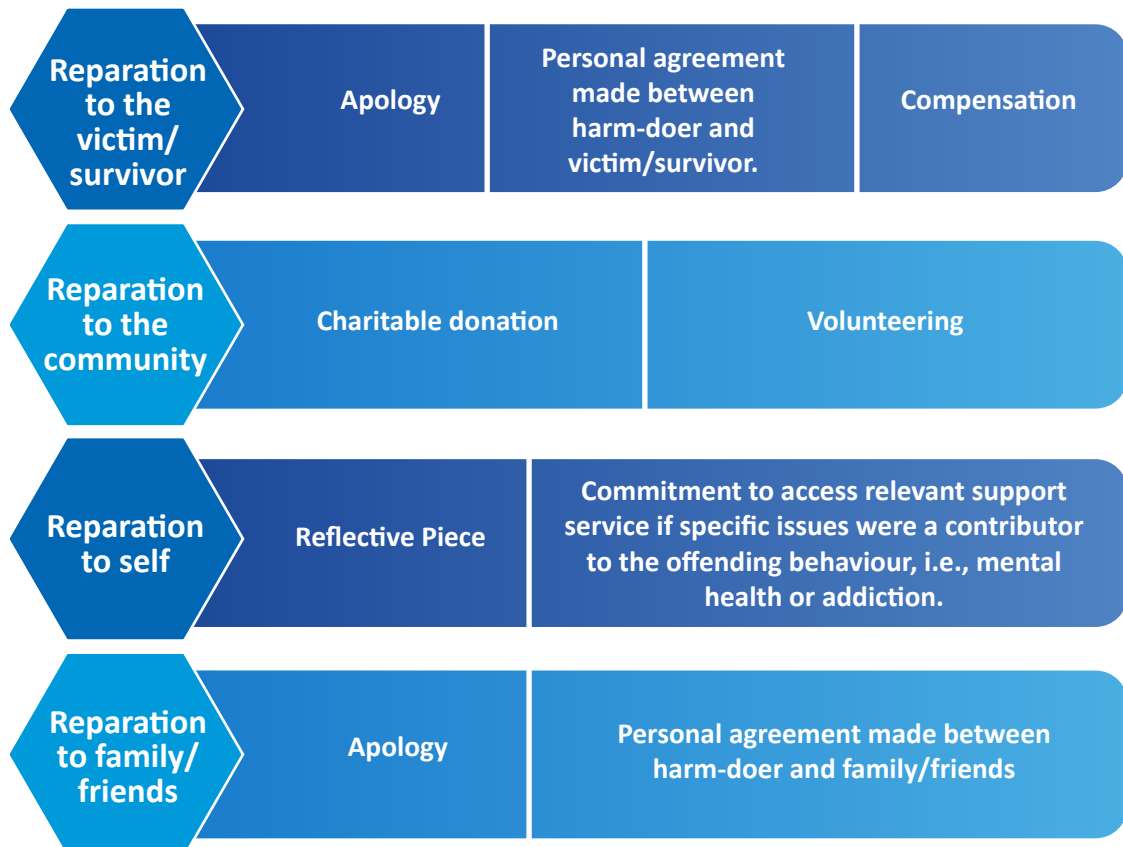 Reparation
to the
victim/
survivor
Apology
Personal agreement
made between
harm-doer and
victim/survivor.
Compensation
Reparation
to the
community
Charitable donation
Volunteering
Reparation
to self
Reflective Piece
Commitment to access relevant support
service if specific issues were a contributor
to the offending behaviour, i.e., mental
health or addiction.
Reparation
to family/
friends
Apology
Personal agreement made between
harm-doer and family/friends